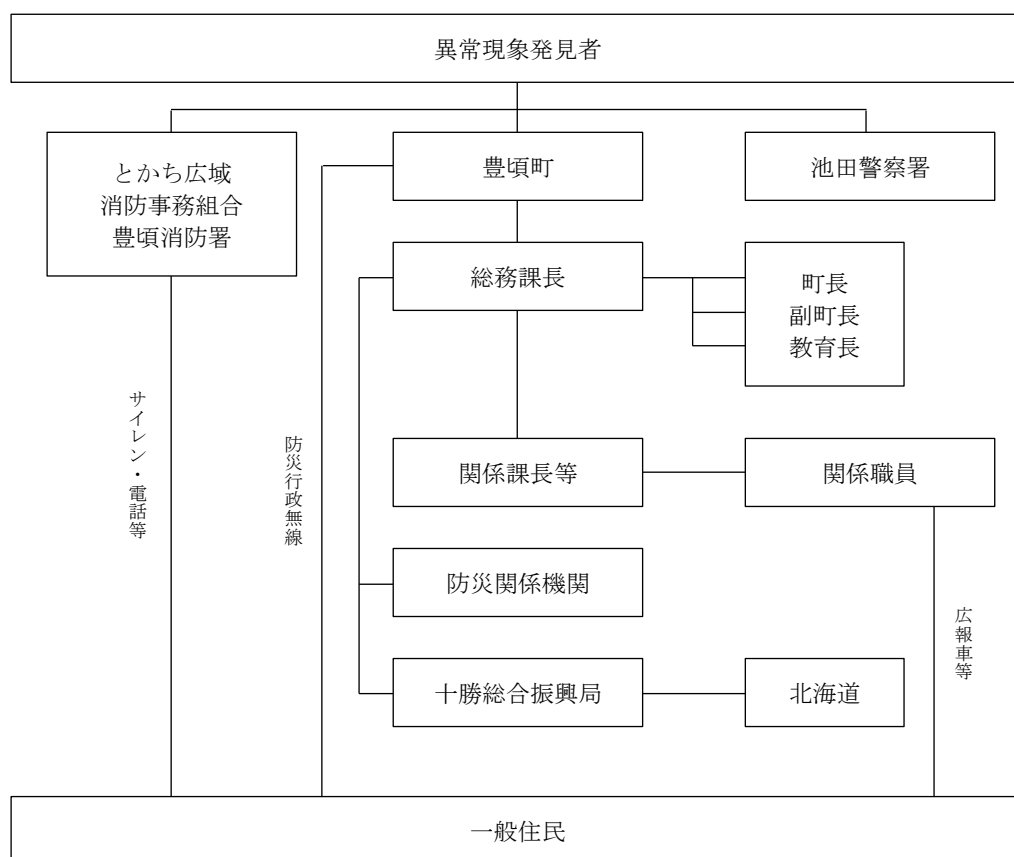 異常現象発見者
とかち広域
消防事務組合
豊頃消防署
豊頃町
池田警察署
総務課長
町長
副町長
教育長
サイレン・電話等
防災行政無線
関係課長等
関係職員
防災関係機関
広報車等
十勝総合振興局
北海道
一般住民